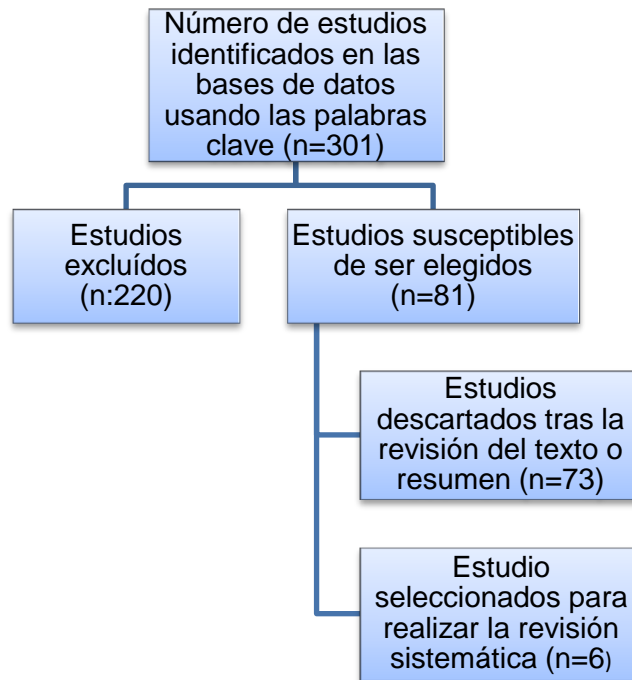 Número de estudios
identificados en las
bases de datos
usando las palabras
clave (n=301)
Estudios
excluídos
(n:220)
Estudios susceptibles
de ser elegidos
(n=81)
Estudios
descartados tras la
revisión del texto o
resumen (n=73)
Estudio
seleccionados para
realizar la revisión
sistemática (n=6)